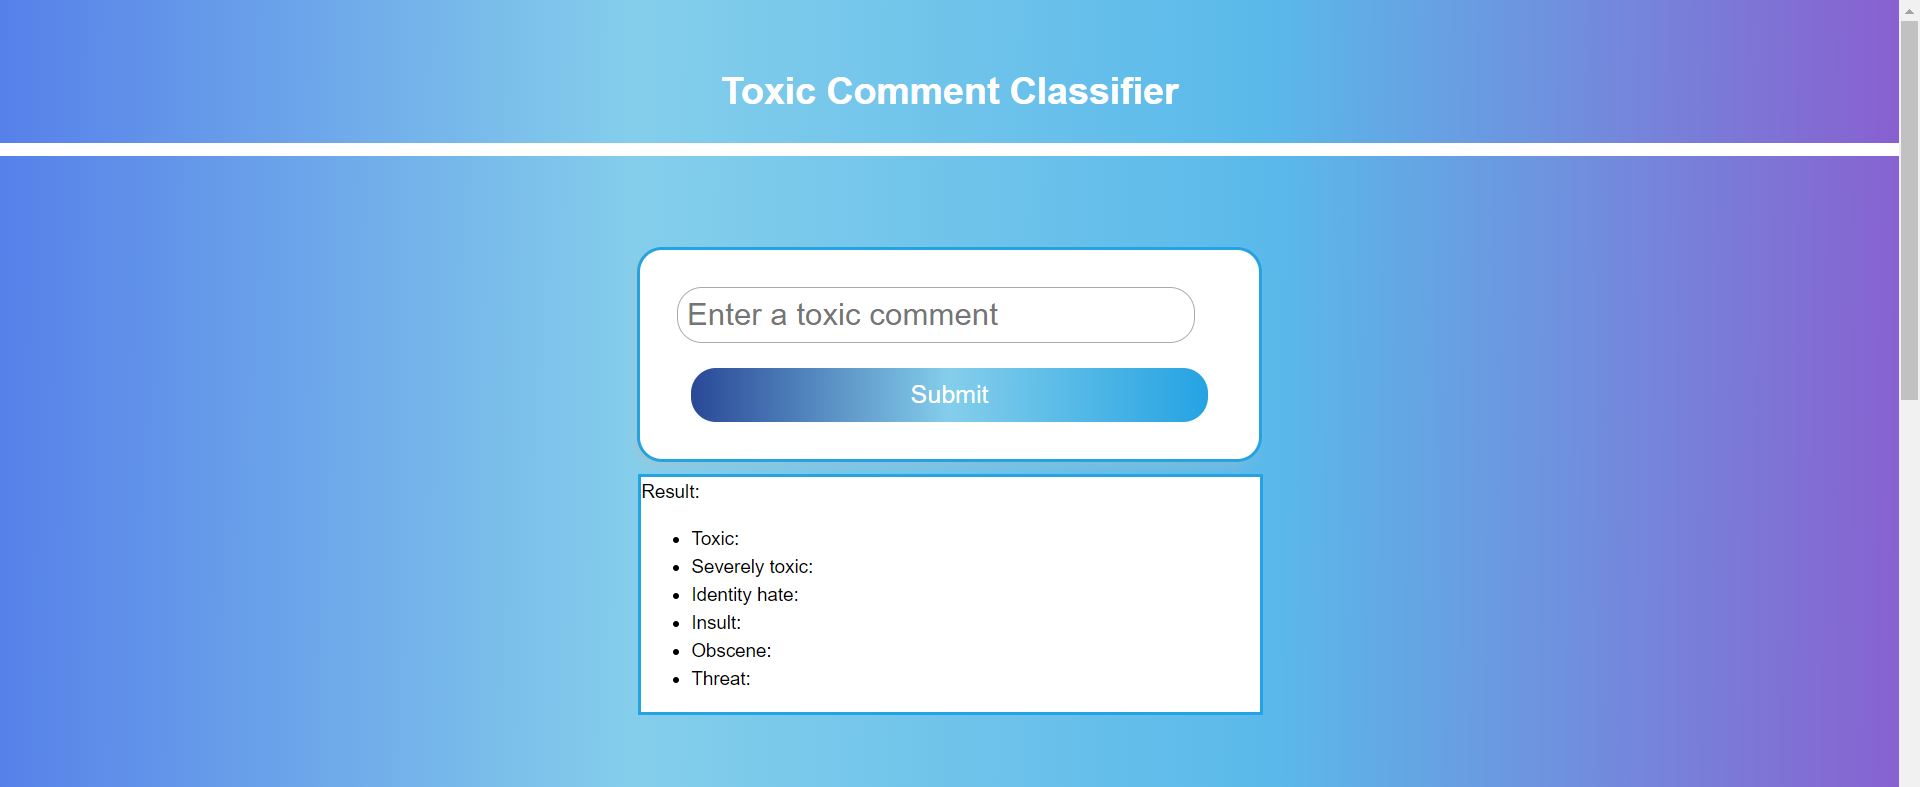 Toxic Comment Classifier
Enter a toxic comment
Submit
Result:
Toxic:
Severely toxic:
Identity hate:
Insult:
Obscene:
Threat: